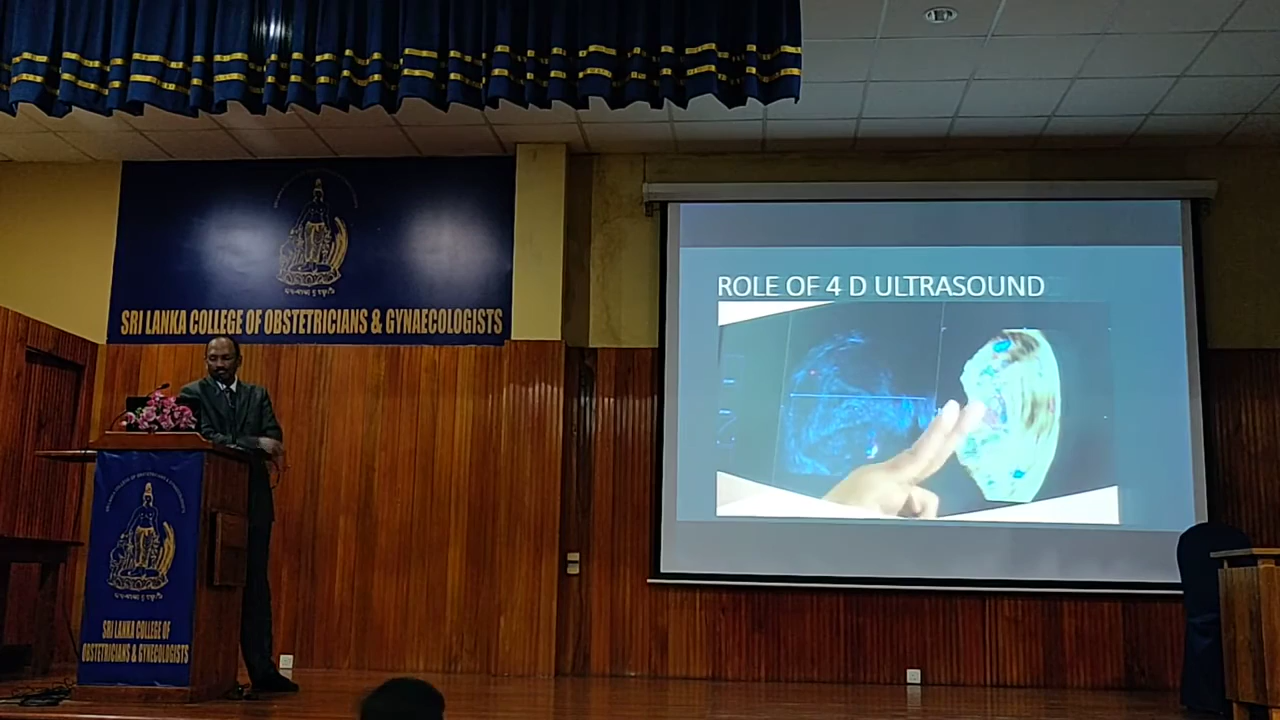 SRI LANKA COLLEGE OF OBSTETRICIANS & GYNAECOLOGISTS
ROLE OF 4 D ULTRASOUND
SRI LANKA COLLEGE OF
OBSTETRICIANS & GYNECOLOGISTS